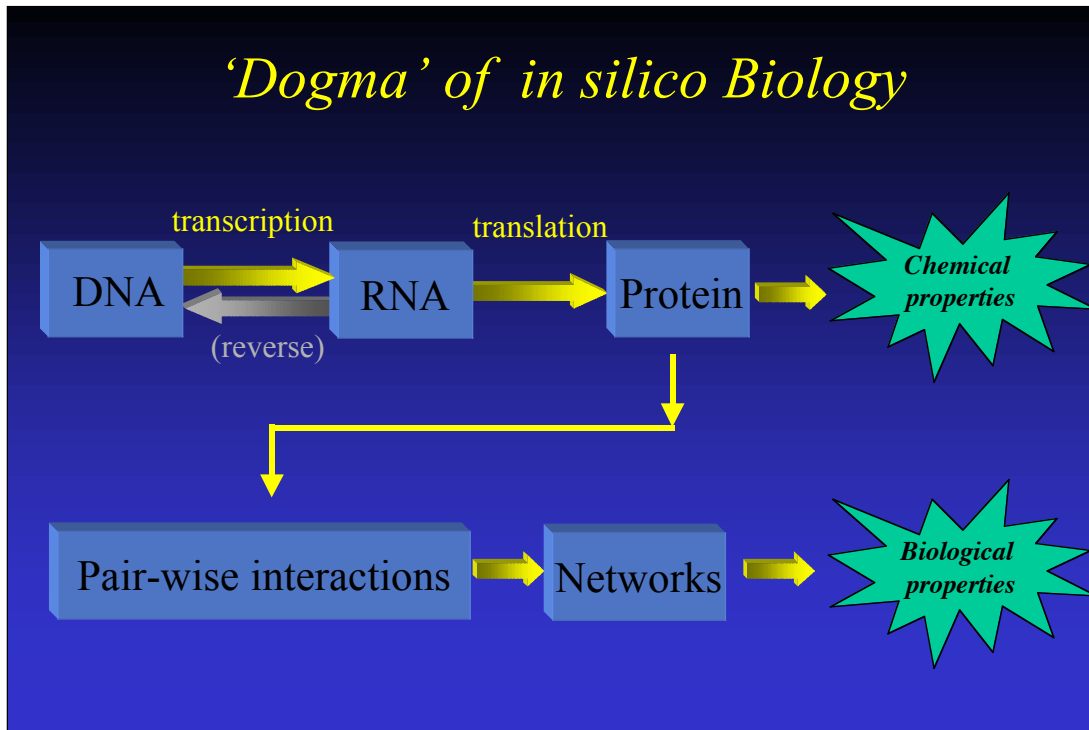 ‘Dogma’ of in silico Biology
transcription
translation
DNA
RNA
Protein
Chemical
properties
(reverse)
Pair-wise interactions
Networks
Biological
properties